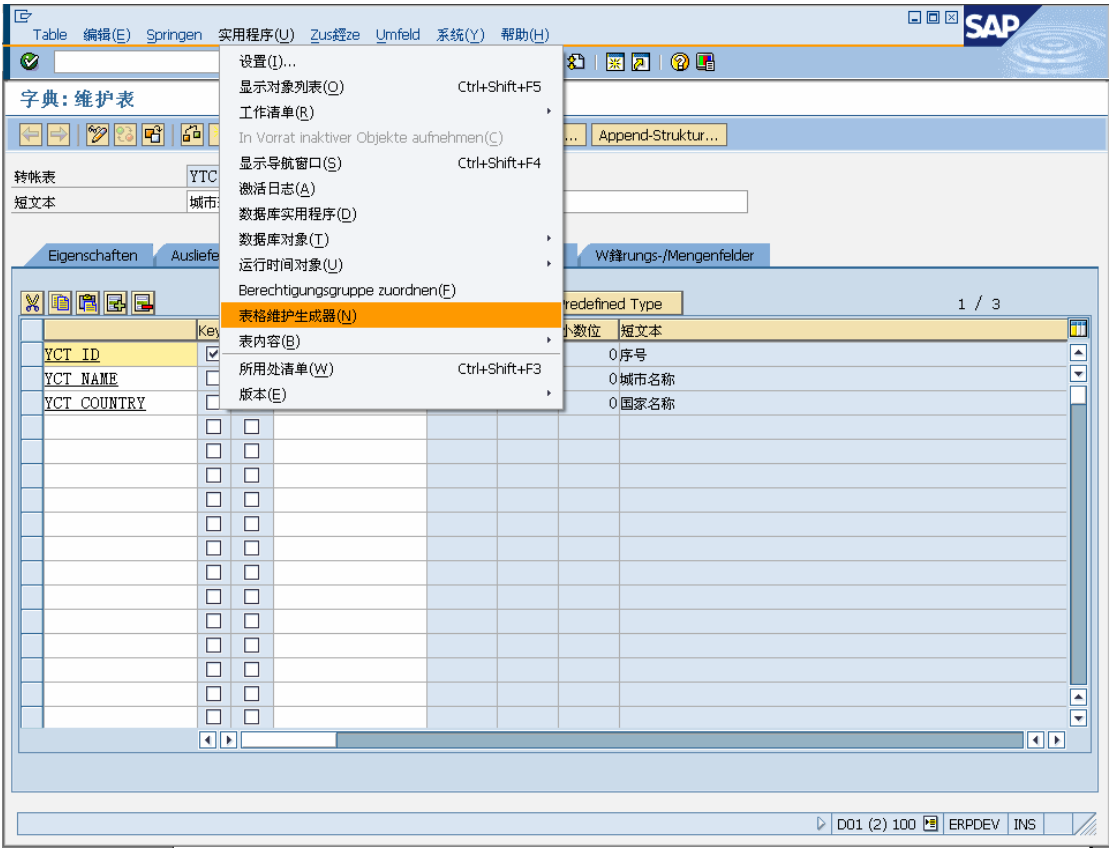 Table 编辑(E) Springen 实用程序(U) Zus鋞ze Umfeld 系统(Y) 帮助(H)
SAP
设置(I)...
字典:维护表
显示对象列表(O) Ctrl+Shift+F5
工作清单(R)
In Vorrat inaktiver Objekte aufnehmen(C)
... Append-Struktur...
显示导航窗口(S) Ctrl+Shift+F4
转帐表 YTC
激活日志(A)
短文本 城市
数据库实用程序(D)
数据库对象(T)
Eigenschaften Ausliefe W鋒rungs-/Mengenfelder
运行时间对象(U)
Berechtigungsgruppe zuordnen(F)
redefined Type 1 / 3
表格维护生成器(N)
Key 小数位 短文本
表内容(B)
YCT_ID 0 序号
所用处清单(W) Ctrl+Shift+F3
YCT_NAME 0 城市名称
版本(E)
YCT_COUNTRY 0 国家名称
D01 (2) 100 ERPDEV INS